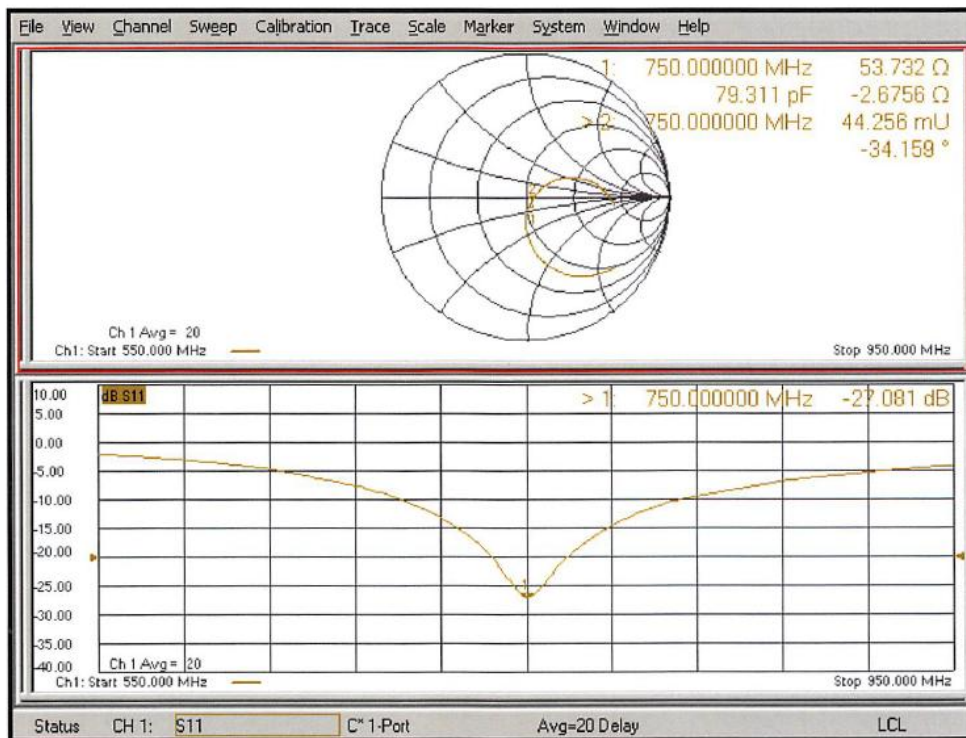 File View Channel Sweep Calibration Trace Scale Marker System Window Help
1: 750.000000 MHz 53.732 Ω
79.311 pF -2.6756 Ω
> 2: 750.000000 MHz 44.256 mU
-34.159 °
Ch 1 Avg = 20
Ch1: Start 550.000 MHz Stop 950.000 MHz
10.00 dB S11 > 1: 750.000000 MHz -27.081 dB
5.00
0.00
-5.00
-10.00
-15.00
-20.00
-25.00
1
-30.00
-35.00
-40.00 Ch 1 Avg = 20
Ch1: Start 550.000 MHz Stop 950.000 MHz
Status CH 1: S11 C* 1-Port Avg=20 Delay LCL